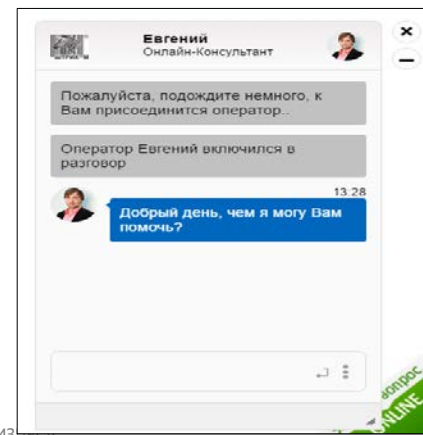 Евгений
Онлайн-Консультант
Пожалуйста, подождите немного, к
Вам присоединится оператор..
Оператор Евгений включился в
разговор
13:28
Добрый день, чем я могу Вам
помочь?
вопрос
ONLINE